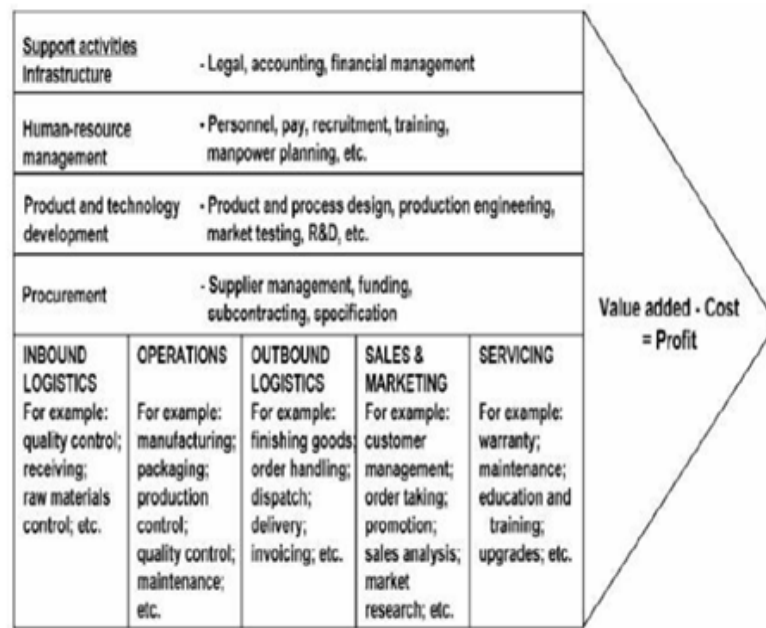 Support activities
Infrastructure - Legal, accounting, financial management
Human-resource management - Personnel, pay, recruitment, training,
manpower planning, etc.
Product and technology development - Product and process design, production engineering,
market testing, R&D, etc.
Procurement - Supplier management, funding,
subcontracting, specification
Value added - Cost
= Profit
INBOUND
LOGISTICS
For example:
quality control;
receiving;
raw materials
control; etc.
OPERATIONS
For example:
manufacturing;
packaging;
production
control;
quality control;
maintenance;
etc.
OUTBOUND
LOGISTICS
For example:
finishing goods;
order handling;
dispatch;
delivery;
invoicing; etc.
SALES &
MARKETING
For example:
customer
management;
order taking;
promotion;
sales analysis;
market
research; etc.
SERVICING
For example:
warranty;
maintenance;
education and
training;
upgrades; etc.